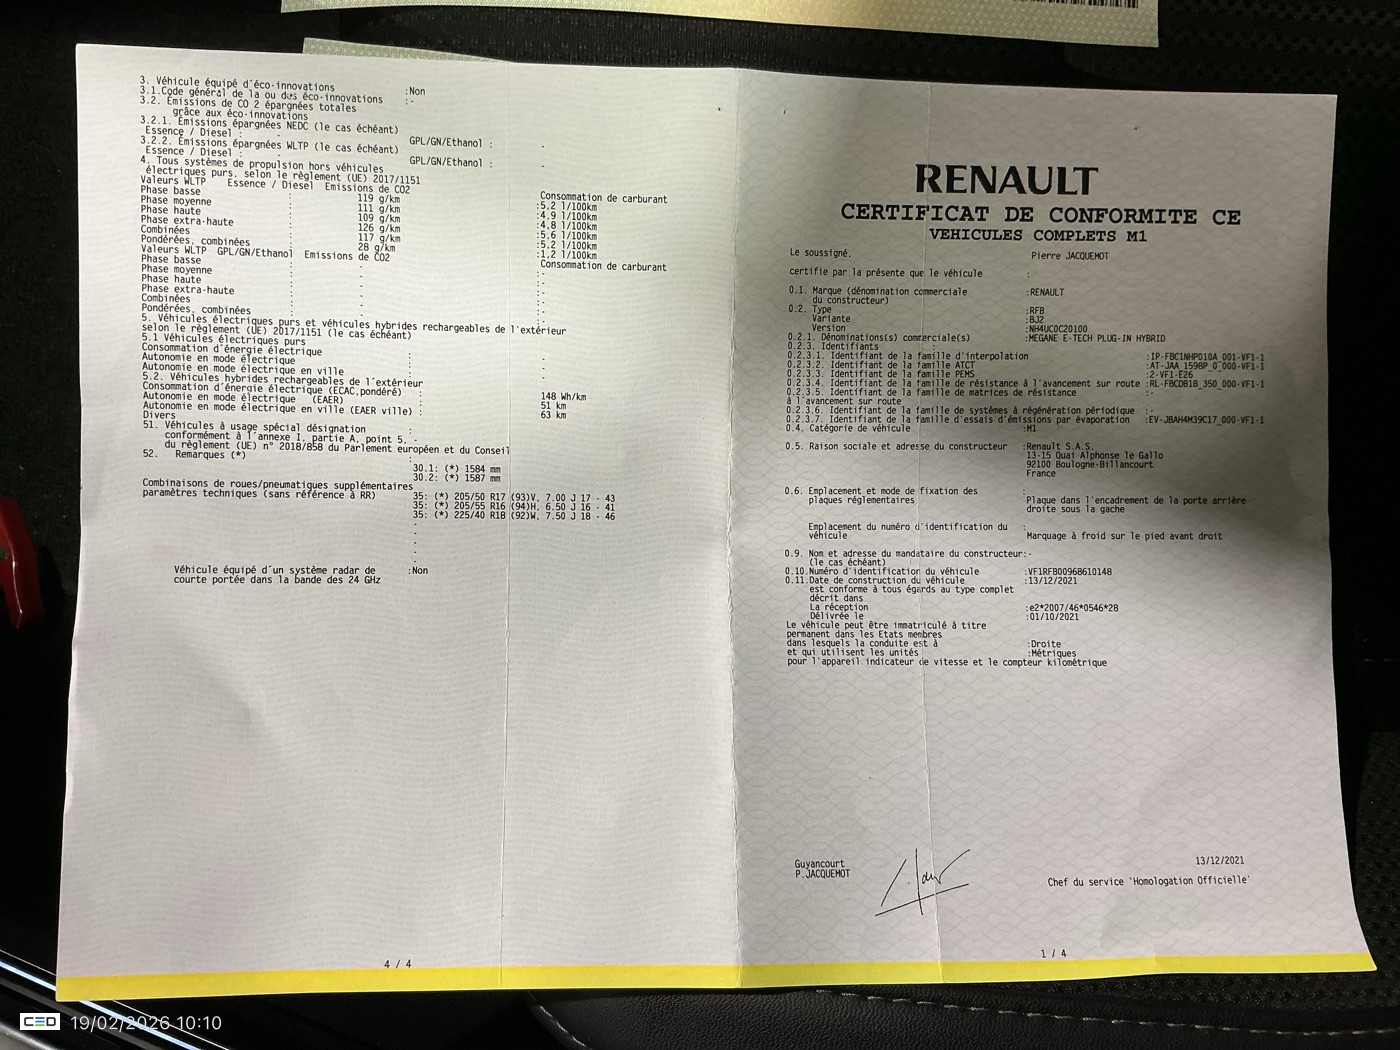 3. Véhicule équipé d'éco-innovations :Non
3.1.Code général de la ou des éco-innovations :-
3.2. Emissions de CO 2 épargnées totales
grâce aux éco-innovations
3.2.1. Emissions épargnées NEDC (le cas échéant)
Essence / Diesel : - GPL/GN/Ethanol : -
3.2.2. Emissions épargnées WLTP (le cas échéant)
Essence / Diesel : - GPL/GN/Ethanol : -
4. Tous systèmes de propulsion hors véhicules
électriques purs, selon le règlement (UE) 2017/1151
Valeurs WLTP Essence / Diesel Emissions de CO2 Consommation de carburant
Phase basse : 119 g/km :5,2 l/100km
Phase moyenne : 111 g/km :4,9 l/100km
Phase haute : 109 g/km :4,8 l/100km
Phase extra-haute : 126 g/km :5,6 l/100km
Combinées : 117 g/km :5,2 l/100km
Pondérées, combinées : 28 g/km :1,2 l/100km
Valeurs WLTP GPL/GN/Ethanol Emissions de CO2 Consommation de carburant
Phase basse : - :-
Phase moyenne : - :-
Phase haute : - :-
Phase extra-haute : - :-
Combinées : - :-
Pondérées, combinées : - :-
5. Véhicules électriques purs et véhicules hybrides rechargeables de l'extérieur
selon le règlement (UE) 2017/1151 (le cas échéant)
5.1 Véhicules électriques purs
Consommation d'énergie électrique : -
Autonomie en mode électrique : -
Autonomie en mode électrique en ville : -
5.2. Véhicules hybrides rechargeables de l'extérieur
Consommation d'énergie électrique (ECAC,pondéré) : 148 Wh/km
Autonomie en mode électrique (EAER) : 51 km
Autonomie en mode électrique en ville (EAER ville) : 63 km
Divers
51. Véhicules à usage spécial désignation :
conformément à l'annexe I, partie A, point 5, -
du règlement (UE) n° 2018/858 du Parlement européen et du Conseil
52. Remarques (*) :
30.1: (*) 1584 mm
30.2: (*) 1587 mm
Combinaisons de roues/pneumatiques supplémentaires
paramètres techniques (sans référence à RR) 35: (*) 205/50 R17 (93)V, 7.00 J 17 - 43
35: (*) 205/55 R16 (94)H, 6.50 J 16 - 41
35: (*) 225/40 R18 (92)W, 7.50 J 18 - 46
-
-
-
-
-
Véhicule équipé d'un système radar de :Non
courte portée dans la bande des 24 GHz
4 / 4
RENAULT
CERTIFICAT DE CONFORMITE CE
VEHICULES COMPLETS M1
Le soussigné, Pierre JACQUEMOT
certifie par la présente que le véhicule :
0.1. Marque (dénomination commerciale :RENAULT
du constructeur)
0.2. Type :RFB
Variante :BJ2
Version :NH4UC0C20100
0.2.1. Dénominations(s) commerciale(s) :MEGANE E-TECH PLUG-IN HYBRID
0.2.3. Identifiants :
0.2.3.1. Identifiant de la famille d'interpolation :IP-FBC1NHP010A_001-VF1-1
0.2.3.2. Identifiant de la famille ATCT :AT-JAA_1598P_0_000-VF1-1
0.2.3.3. Identifiant de la famille PEMS :2-VF1-E26
0.2.3.4. Identifiant de la famille de résistance à l'avancement sur route :RL-FBCDB1B_350_000-VF1-1
0.2.3.5. Identifiant de la famille de matrices de résistance :-
à l'avancement sur route
0.2.3.6. Identifiant de la famille de systèmes à régénération périodique :-
0.2.3.7. Identifiant de la famille d'essais d'émissions par évaporation :EV-JBAH4M39C17_000-VF1-1
0.4. Catégorie de véhicule :M1
0.5. Raison sociale et adresse du constructeur :Renault S.A.S.
13-15 Quai Alphonse le Gallo
92100 Boulogne-Billancourt
France
0.6. Emplacement et mode de fixation des :
plaques réglementaires Plaque dans l'encadrement de la porte arrière
droite sous la gache
Emplacement du numéro d'identification du :
véhicule Marquage à froid sur le pied avant droit
0.9. Nom et adresse du mandataire du constructeur:-
(le cas échéant)
0.10.Numéro d'identification du véhicule :VF1RFB00968610148
0.11.Date de construction du véhicule :13/12/2021
est conforme à tous égards au type complet
décrit dans
La réception :e2*2007/46*0546*28
Délivrée le :01/10/2021
Le véhicule peut être immatriculé à titre
permanent dans les Etats membres
dans lesquels la conduite est à :Droite
et qui utilisent les unités :Métriques
pour l'appareil indicateur de vitesse et le compteur kilométrique
Guyancourt 13/12/2021
P.JACQUEMOT
Chef du service 'Homologation Officielle'
1 / 4
CED 19/02/2026 10:10